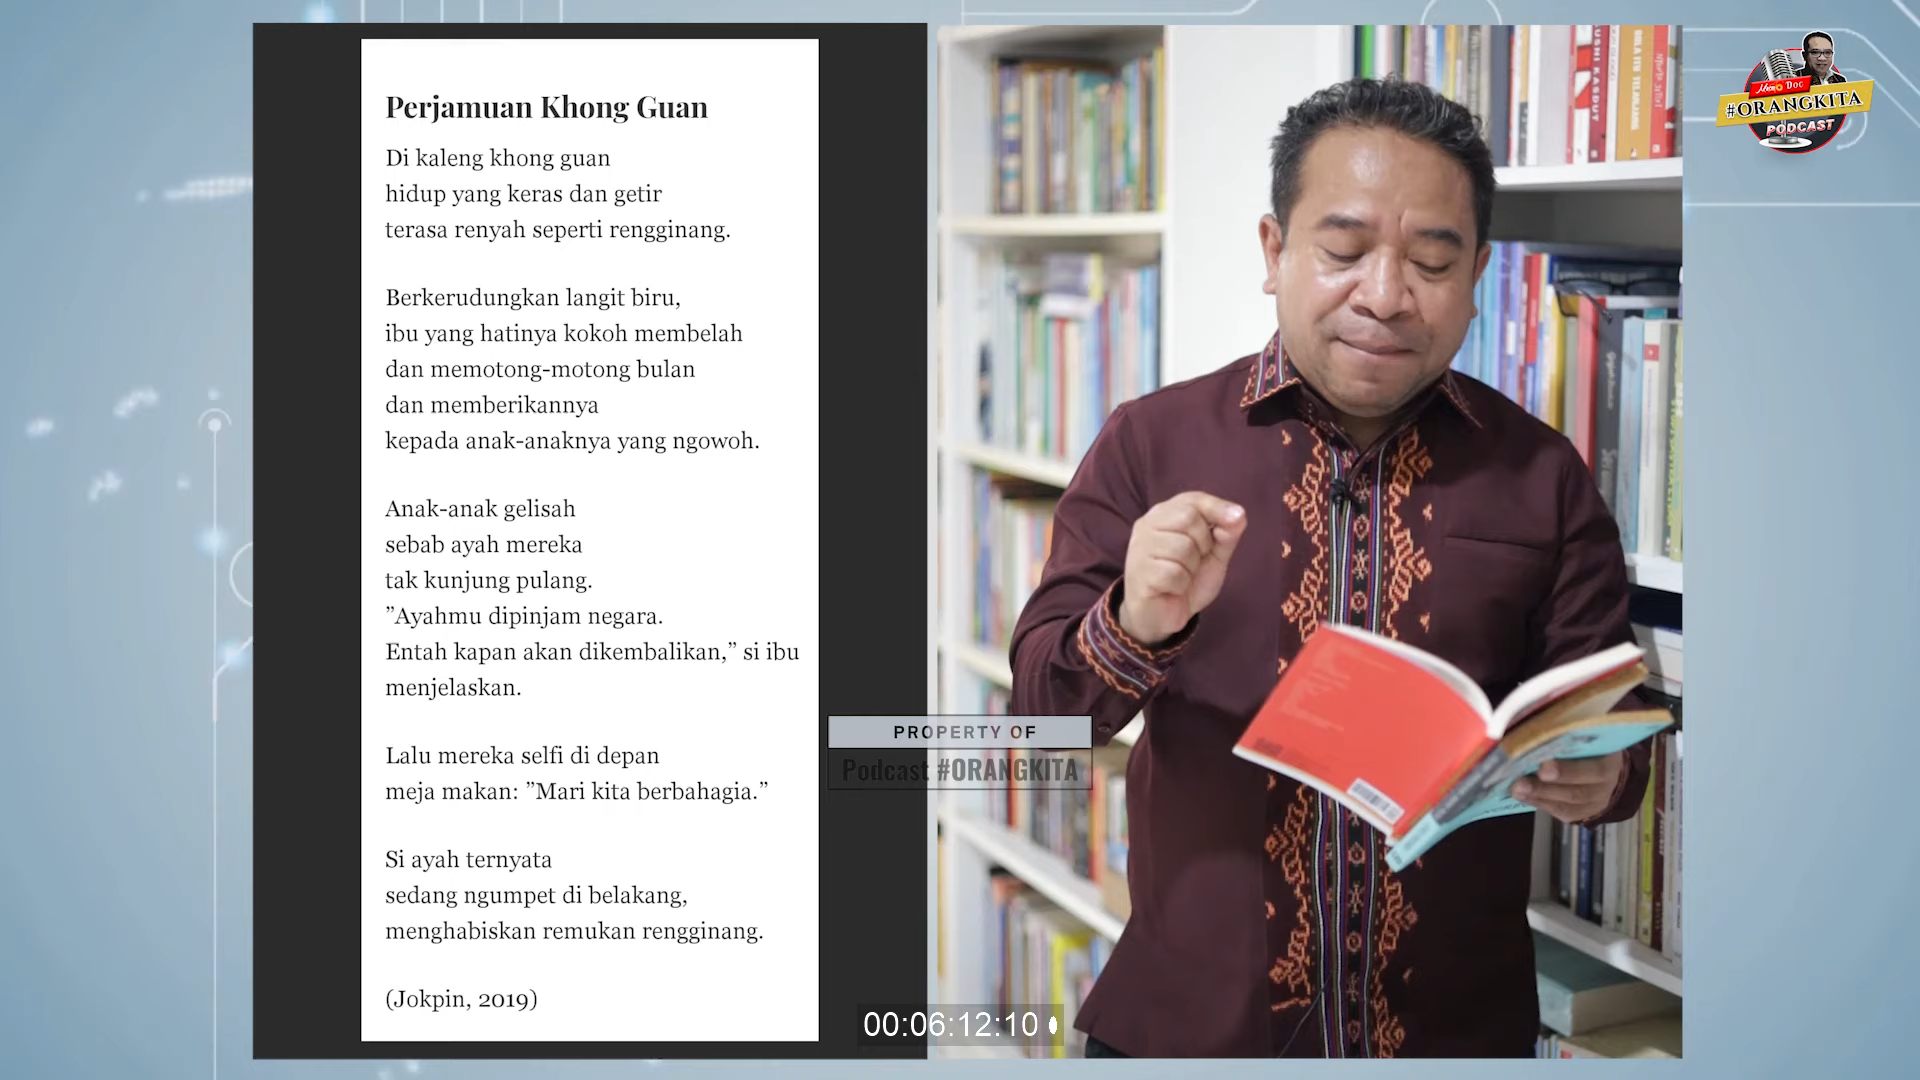 Perjamuan Khong Guan
Di kaleng khong guan
hidup yang keras dan getir
terasa renyah seperti rengginang.
Berkerudungkan langit biru,
ibu yang hatinya kokoh membelah
dan memotong-motong bulan
dan memberikannya
kepada anak-anaknya yang ngowoh.
Anak-anak gelisah
sebab ayah mereka
tak kunjung pulang.
”Ayahmu dipinjam negara.
Entah kapan akan dikembalikan,” si ibu
menjelaskan.
Lalu mereka selfi di depan
meja makan: ”Mari kita berbahagia.”
Si ayah ternyata
sedang ngumpet di belakang,
menghabiskan remukan rengginang.
(Jokpin, 2019)
PROPERTY OF
Podcast #ORANGKITA
00:06:12:10
#ORANGKITA
PODCAST